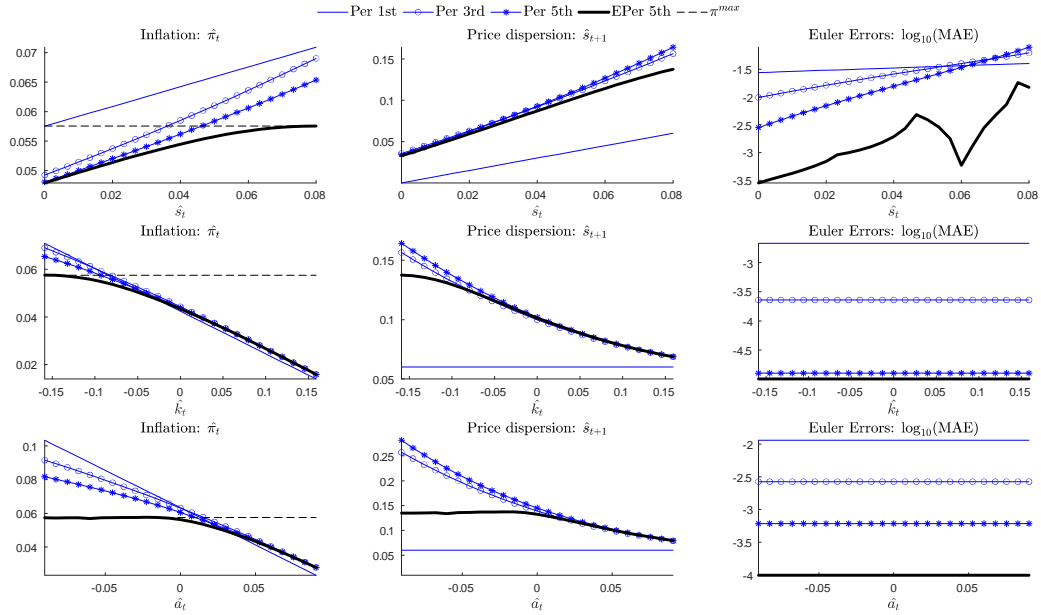 Per 1st Per 3rd Per 5th EPer 5th π^max
Inflation: π̂_t Price dispersion: ŝ_{t+1} Euler Errors: log₁₀(MAE)
0.07 0.15 -1.5
0.065 -2
0.1
0.06 -2.5
0.055 0.05 -3
0.05 -3.5
0 0.02 0.04 0.06 0.08 0 0.02 0.04 0.06 0.08 0 0.02 0.04 0.06 0.08
ŝ_t ŝ_t ŝ_t
Inflation: π̂_t Price dispersion: ŝ_{t+1} Euler Errors: log₁₀(MAE)
0.06 0.15 -3
-3.5
0.04 0.1 -4
0.02 -4.5
0.05
-0.15 -0.1 -0.05 0 0.05 0.1 0.15 -0.15 -0.1 -0.05 0 0.05 0.1 0.15 -0.15 -0.10 -0.05 0 0.05 0.10 0.15
k̂_t k̂_t k̂_t
Inflation: π̂_t Price dispersion: ŝ_{t+1} Euler Errors: log₁₀(MAE)
0.1 0.25 -2
0.08 0.2 -2.5
0.15 -3
0.06 0.1 -3.5
0.04 0.05 -4
-0.05 0 0.05 -0.05 0 0.05 -0.05 0 0.05
â_t â_t â_t